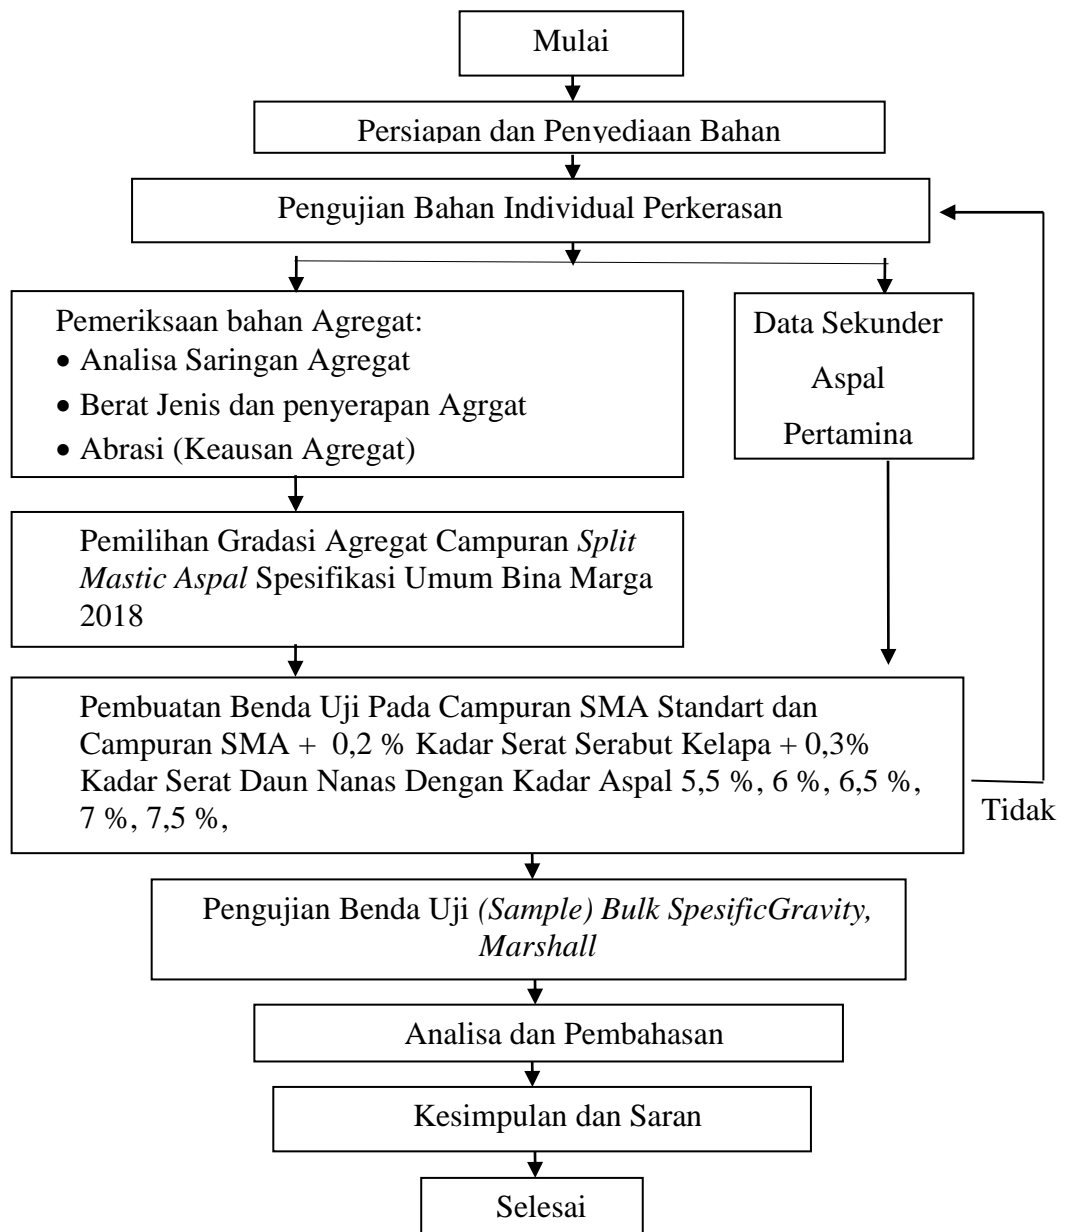 Mulai
Persiapan dan Penyediaan Bahan
Pengujian Bahan Individual Perkerasan
Pemeriksaan bahan Agregat:
• Analisa Saringan Agregat
• Berat Jenis dan penyerapan Agrgat
• Abrasi (Keausan Agregat)
Data Sekunder
Aspal
Pertamina
Pemilihan Gradasi Agregat Campuran Split
Mastic Aspal Spesifikasi Umum Bina Marga
2018
Pembuatan Benda Uji Pada Campuran SMA Standart dan
Campuran SMA + 0,2 % Kadar Serat Serabut Kelapa + 0,3%
Kadar Serat Daun Nanas Dengan Kadar Aspal 5,5 %, 6 %, 6,5 %,
7 %, 7,5 %,
Tidak
Pengujian Benda Uji (Sample) Bulk SpesificGravity,
Marshall
Analisa dan Pembahasan
Kesimpulan dan Saran
Selesai